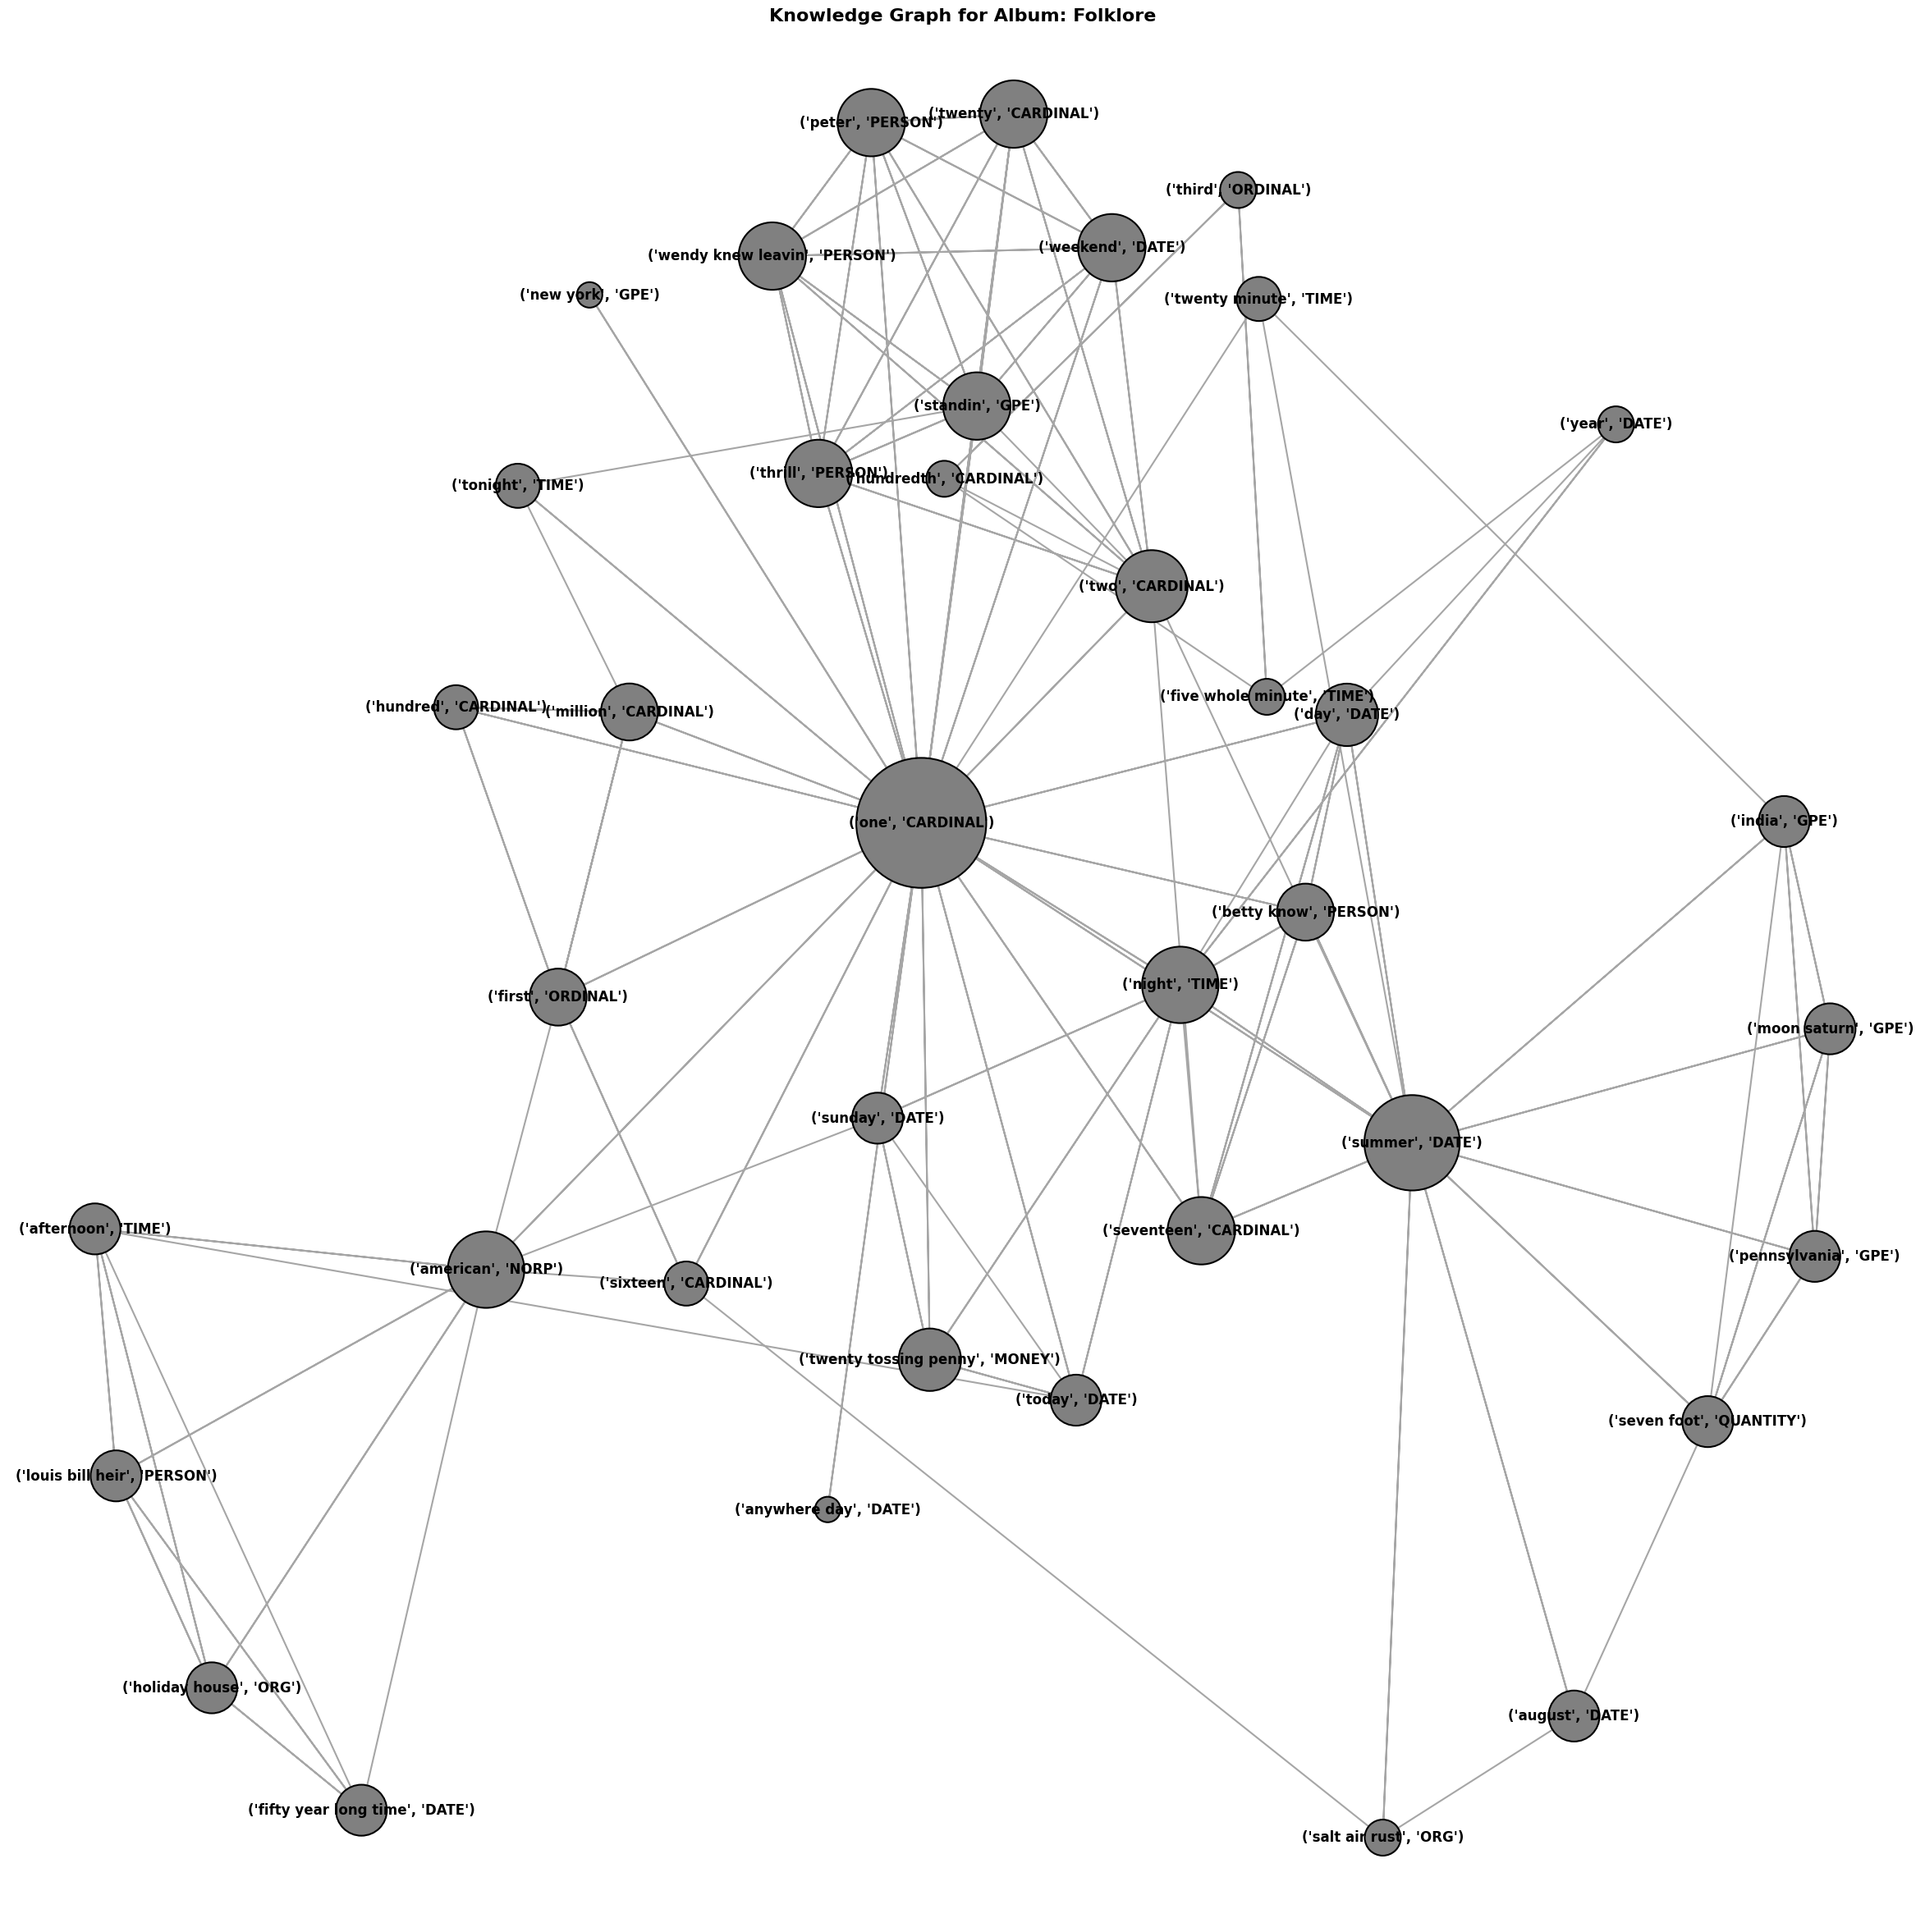 Knowledge Graph for Album: Folklore
('twenty', 'CARDINAL')
('peter', 'PERSON')
('third', 'ORDINAL')
('weekend', 'DATE')
('wendy knew leavin', 'PERSON')
('new york', 'GPE')
('twenty minute', 'TIME')
('standin', 'GPE')
('year', 'DATE')
('thrill', 'PERSON')
('hundredth', 'CARDINAL')
('tonight', 'TIME')
('two', 'CARDINAL')
('five whole minute', 'TIME')
('hundred', 'CARDINAL')
('million', 'CARDINAL')
('day', 'DATE')
('one', 'CARDINAL')
('india', 'GPE')
('betty know', 'PERSON')
('night', 'TIME')
('first', 'ORDINAL')
('moon saturn', 'GPE')
('sunday', 'DATE')
('summer', 'DATE')
('afternoon', 'TIME')
('seventeen', 'CARDINAL')
('pennsylvania', 'GPE')
('american', 'NORP')
('sixteen', 'CARDINAL')
('twenty tossing penny', 'MONEY')
('today', 'DATE')
('seven foot', 'QUANTITY')
('louis bill heir', 'PERSON')
('anywhere day', 'DATE')
('holiday house', 'ORG')
('august', 'DATE')
('fifty year long time', 'DATE')
('salt air rust', 'ORG')